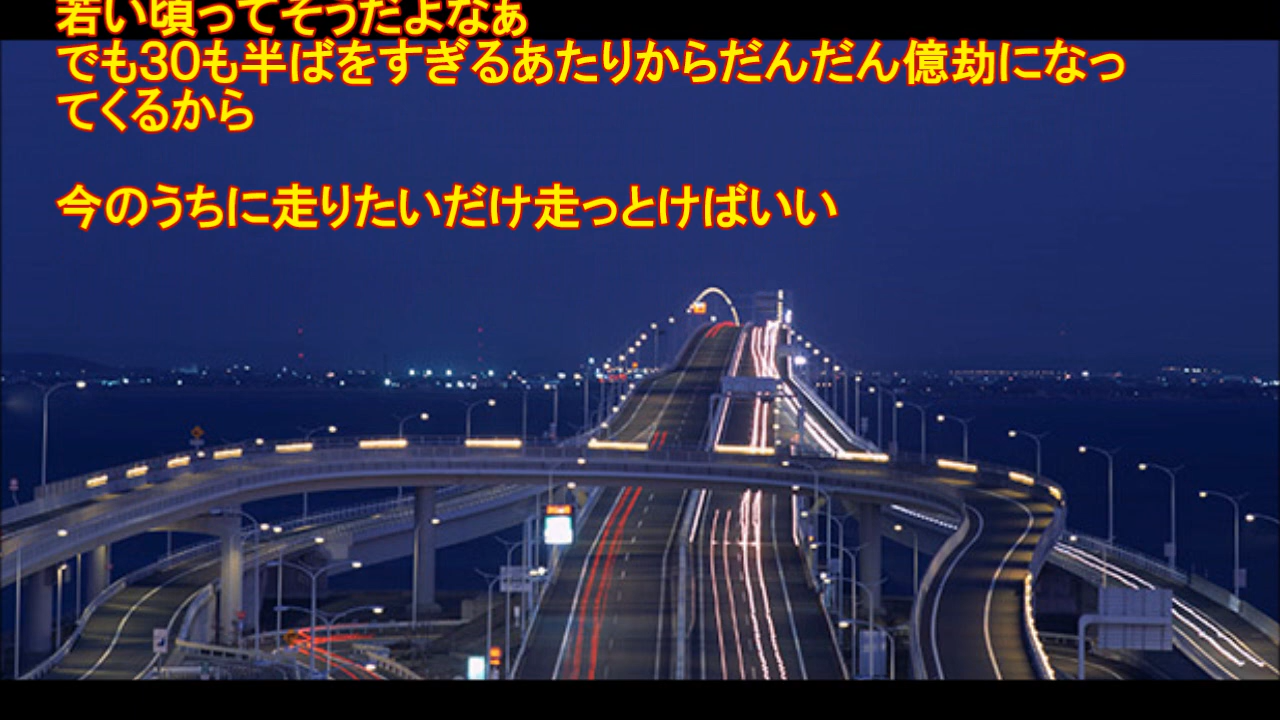 若い頃ってそうだよなぁ
でも30も半ばをすぎるあたりからだんだん億劫になっ
てくるから
今のうちに走りたいだけ走っとけばいい